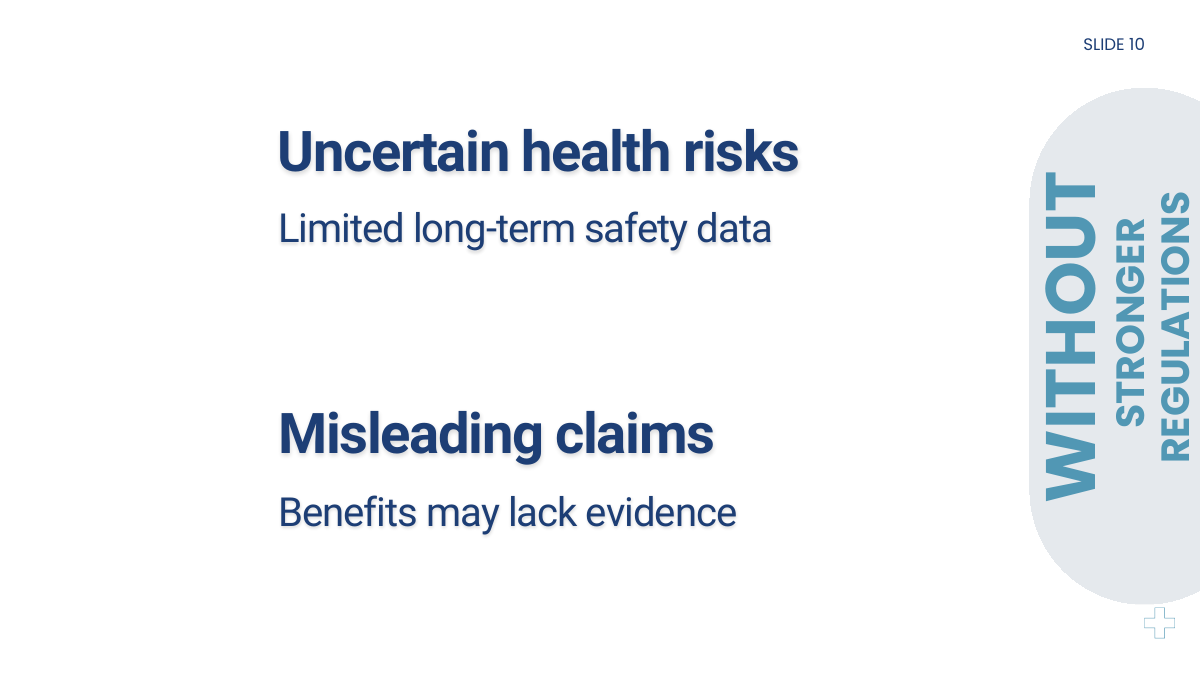 SLIDE 10
Uncertain health risks
Limited long-term safety data
Misleading claims
Benefits may lack evidence
WITHOUT
STRONGER
REGULATIONS